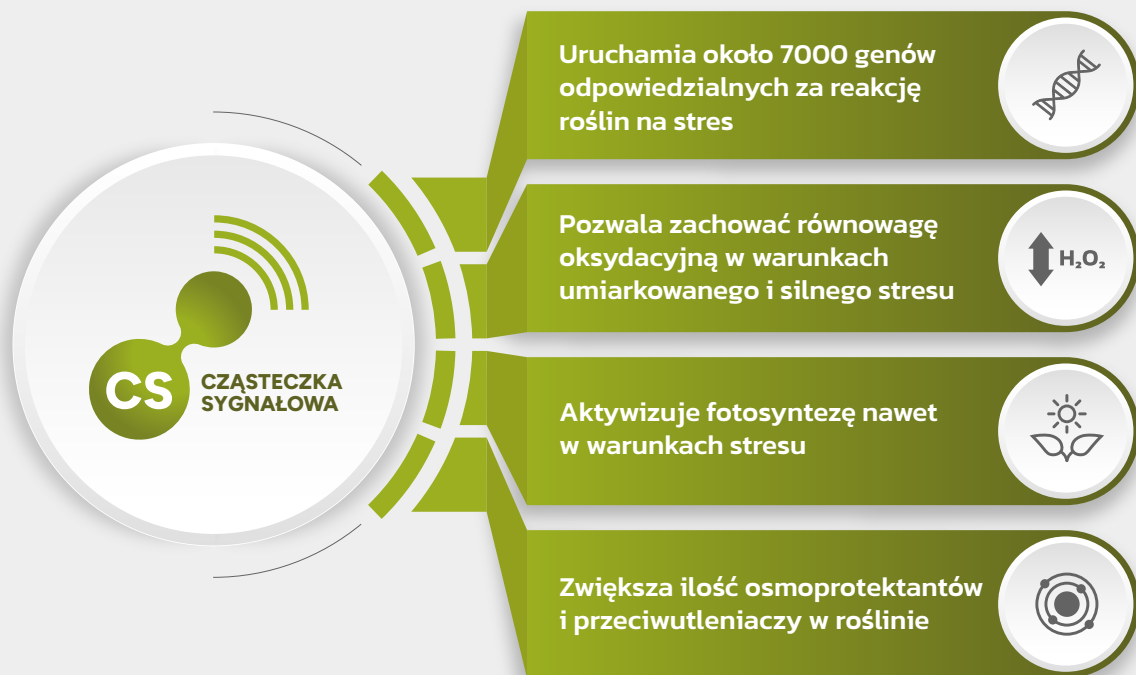 Uruchamia około 7000 genów
odpowiedzialnych za reakcję
roślin na stres
Pozwala zachować równowagę
oksydacyjną w warunkach
umiarkowanego i silnego stresu
H₂O₂
CS
CZĄSTECZKA
SYGNAŁOWA
Aktywizuje fotosyntezę nawet
w warunkach stresu
Zwiększa ilość osmoprotektantów
i przeciwutleniaczy w roślinie